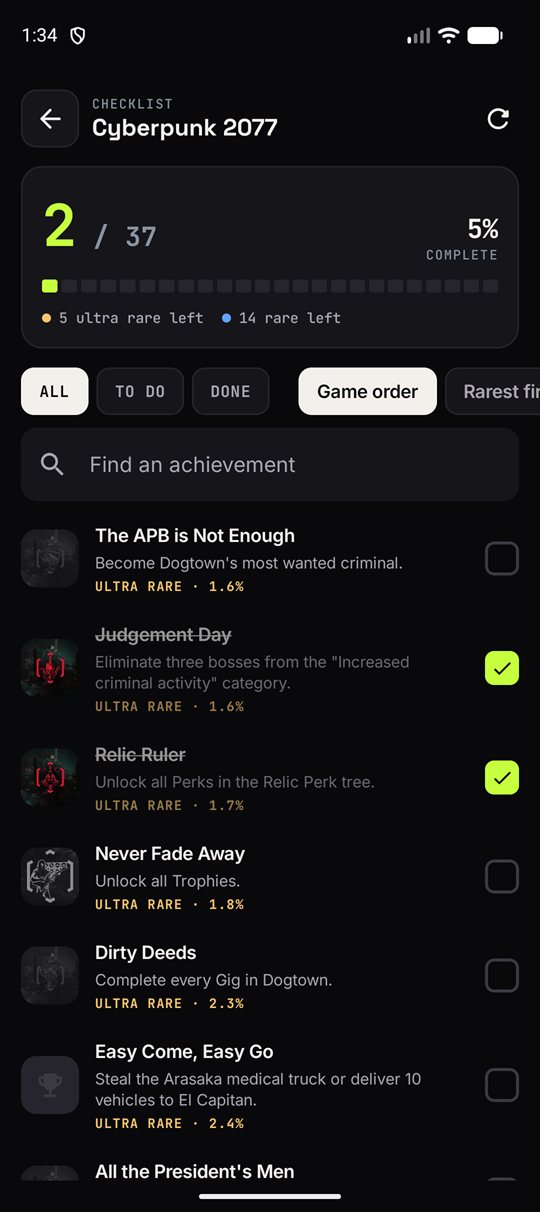 1:34
CHECKLIST
Cyberpunk 2077
2 / 37
5%
COMPLETE
5 ultra rare left
14 rare left
ALL
TO DO
DONE
Game order
Rarest fir
Find an achievement
The APB is Not Enough
Become Dogtown's most wanted criminal.
ULTRA RARE · 1.6%
Judgement Day
Eliminate three bosses from the "Increased
criminal activity" category.
ULTRA RARE · 1.6%
Relic Ruler
Unlock all Perks in the Relic Perk tree.
ULTRA RARE · 1.7%
Never Fade Away
Unlock all Trophies.
ULTRA RARE · 1.8%
Dirty Deeds
Complete every Gig in Dogtown.
ULTRA RARE · 2.3%
Easy Come, Easy Go
Steal the Arasaka medical truck or deliver 10
vehicles to El Capitan.
ULTRA RARE · 2.4%
All the President's Men